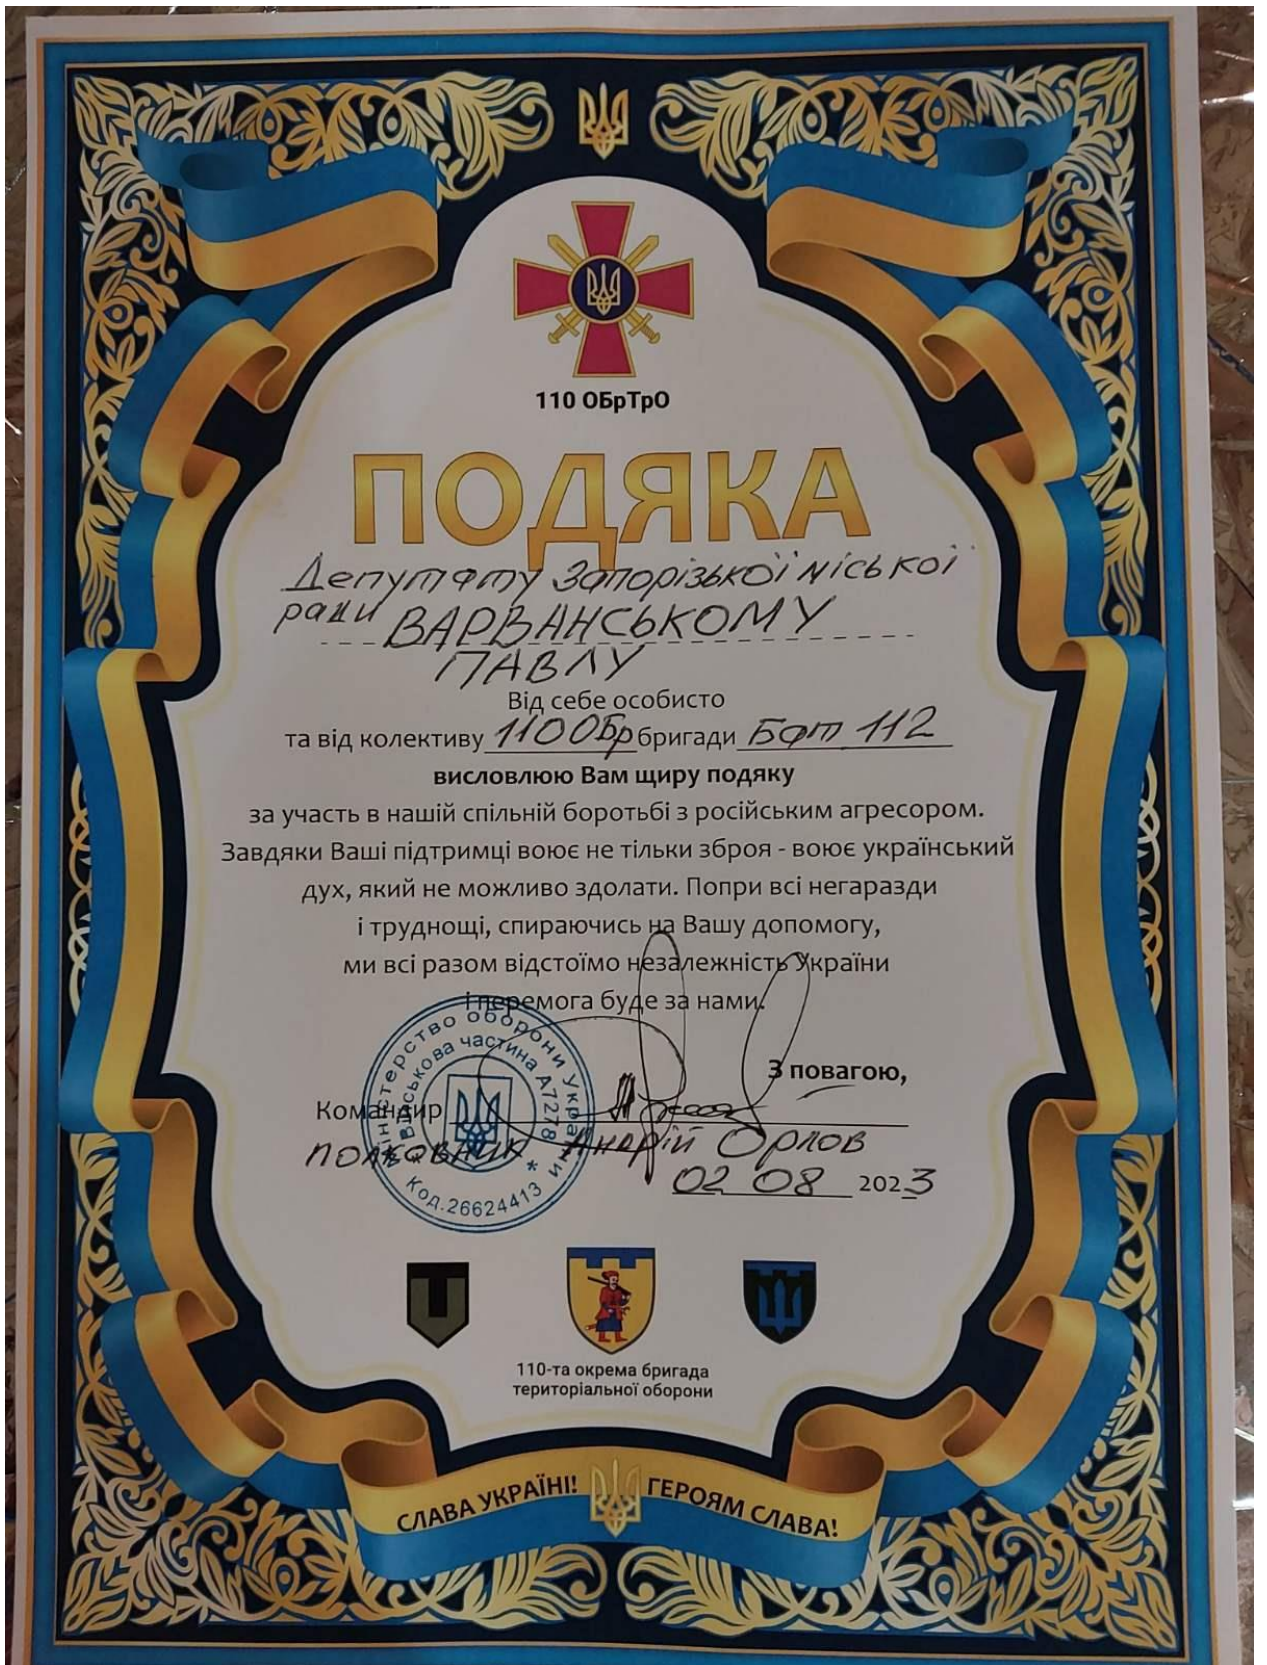 110 ОБрТрО
ПОДЯКА
Депутату Запорізької міської
ради ВАРВАНСЬКОМУ
ПАВЛУ
Від себе особисто
та від колективу 110 ОБр бригади Бат 112
висловлюю Вам щиру подяку
за участь в нашій спільній боротьбі з російським агресором.
Завдяки Ваші підтримці воює не тільки зброя - воює український
дух, який не можливо здолати. Попри всі негаразди
і труднощі, спираючись на Вашу допомогу,
ми всі разом відстоїмо незалежність України
і перемога буде за нами.
З повагою,
Командир
полковник Андрій Орлов
02 08 2023
Міністерство оборони України
Військова частина А7278
* Код.26624413 *
110-та окрема бригада
територіальної оборони
СЛАВА УКРАЇНІ! ГЕРОЯМ СЛАВА!